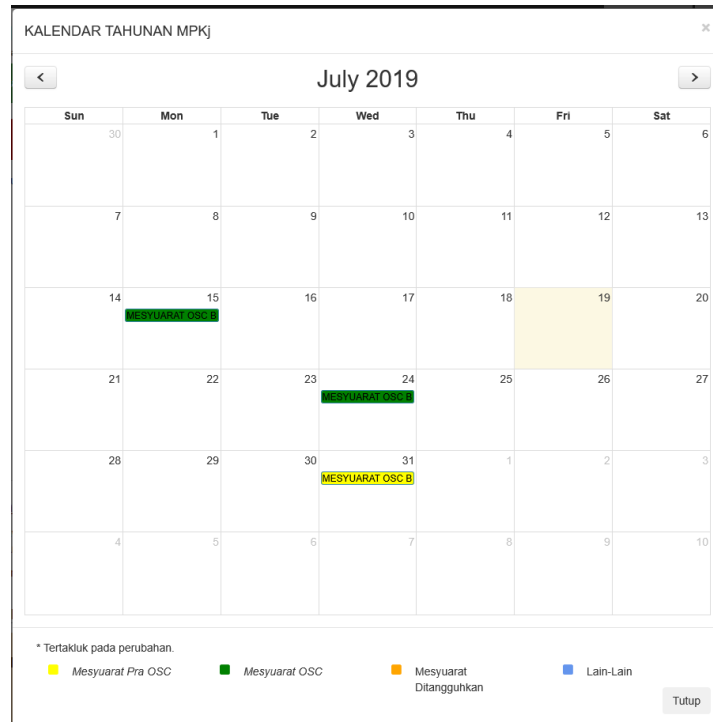 KALENDAR TAHUNAN MPKj ×
< July 2019 >
Sun Mon Tue Wed Thu Fri Sat
30 1 2 3 4 5 6
7 8 9 10 11 12 13
14 15 16 17 18 19 20
MESYUARAT OSC B
21 22 23 24 25 26 27
MESYUARAT OSC B
28 29 30 31 1 2 3
MESYUARAT OSC B
4 5 6 7 8 9 10
* Tertakluk pada perubahan.
Mesyuarat Pra OSC Mesyuarat OSC Mesyuarat Lain-Lain
Ditangguhkan
Tutup